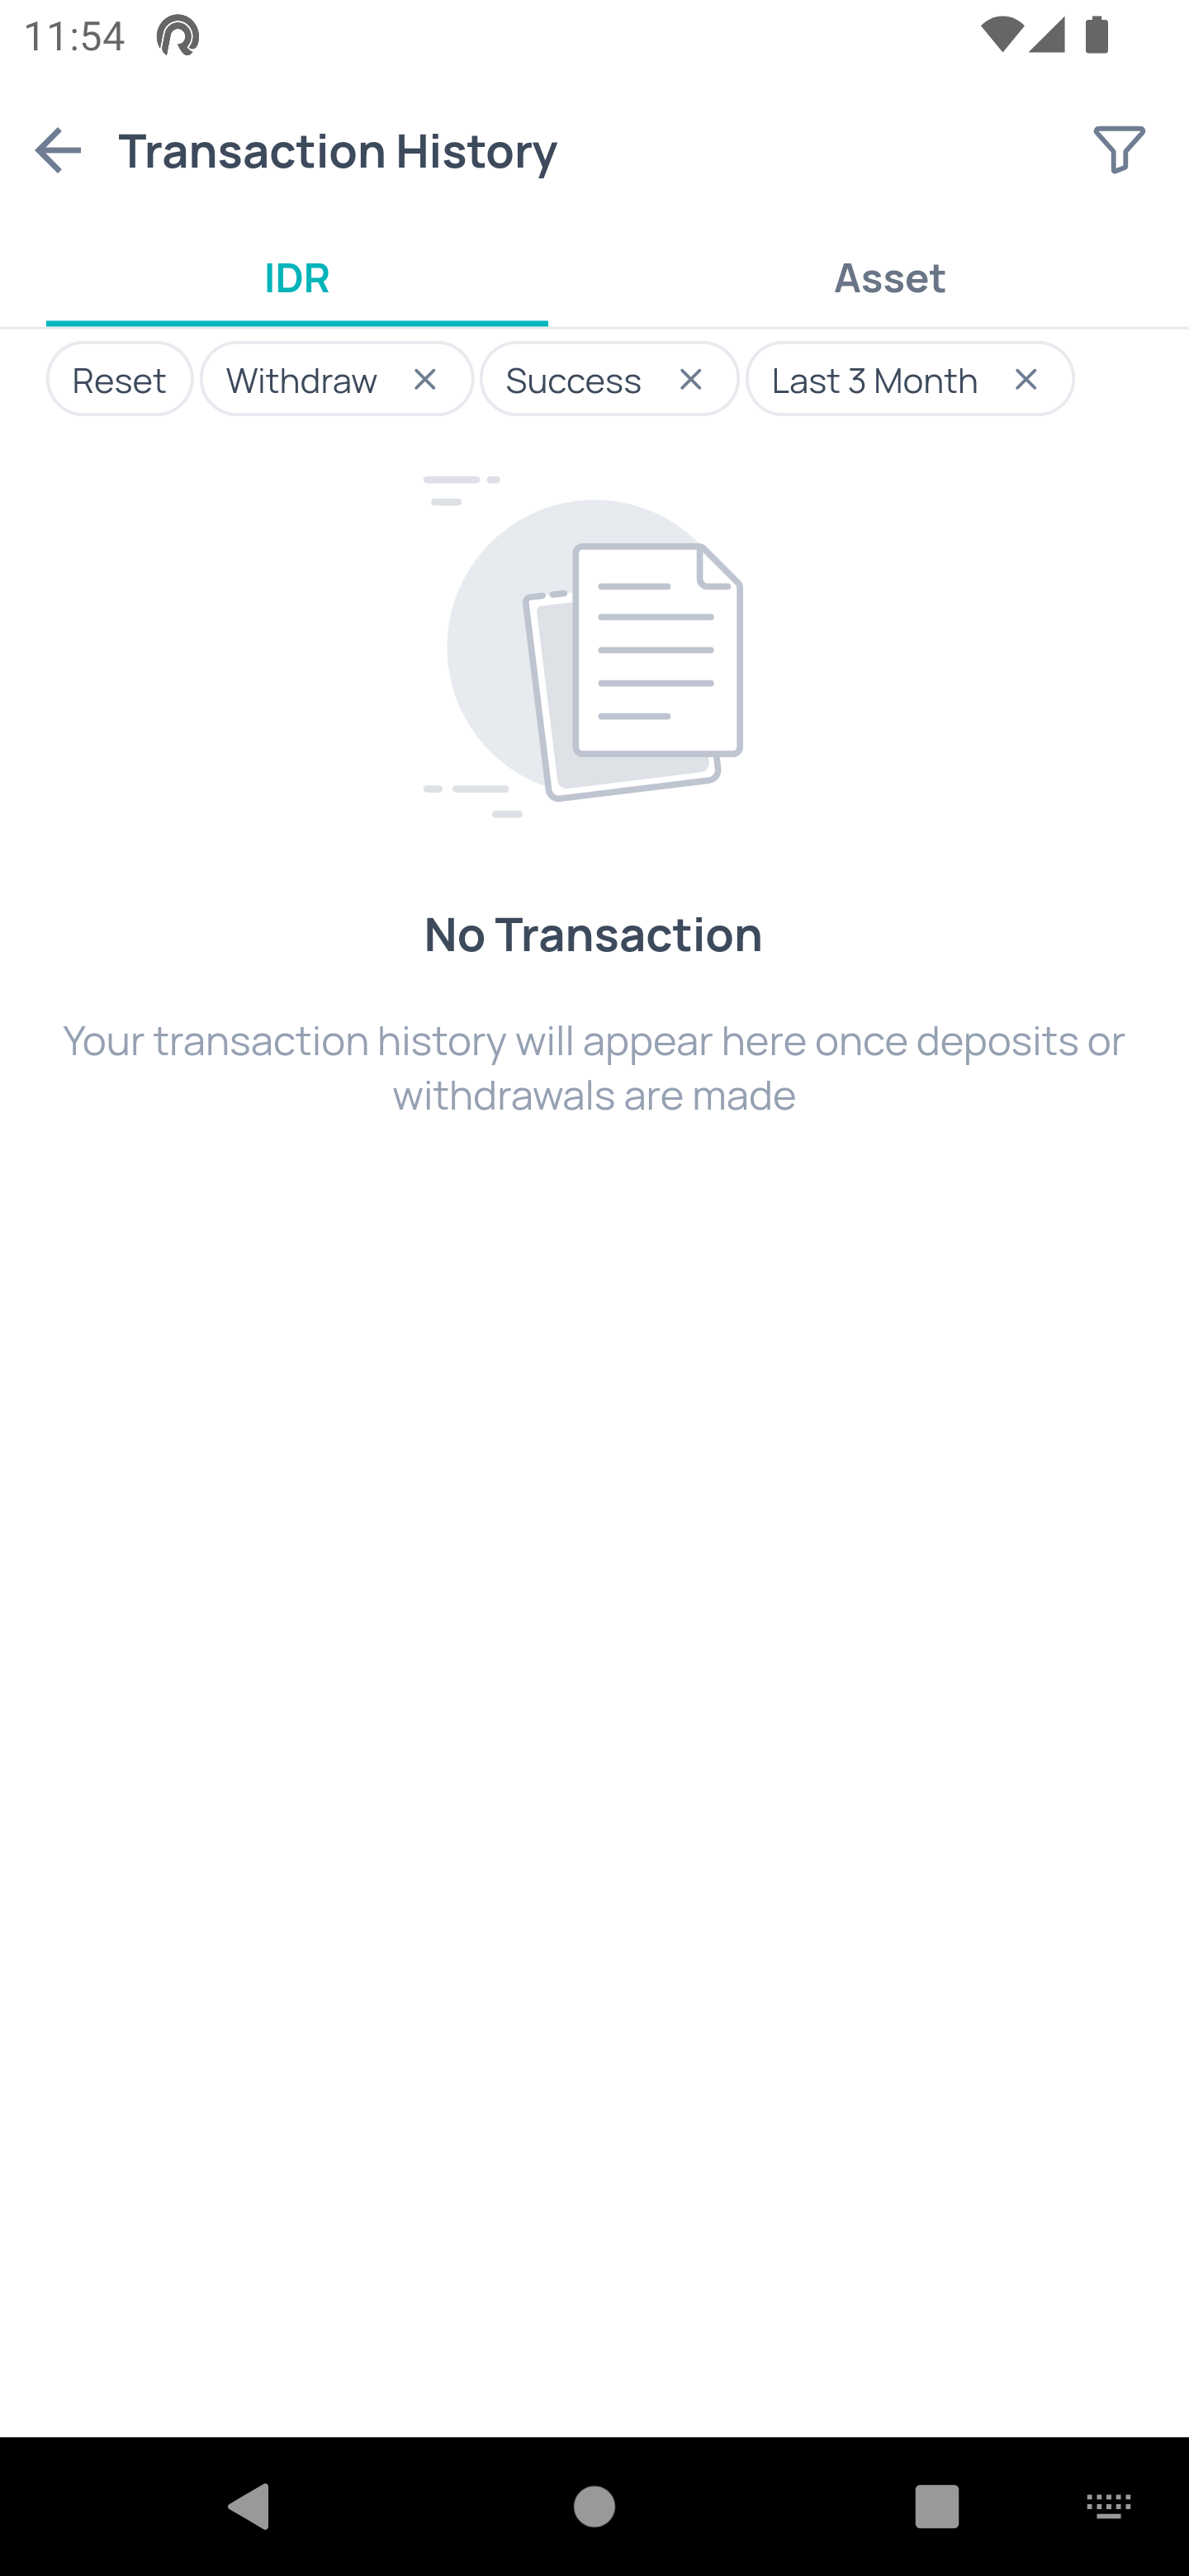 11:54
Transaction History
IDR
Asset
Reset
Withdraw
Success
Last 3 Month
No Transaction
Your transaction history will appear here once deposits or
withdrawals are made